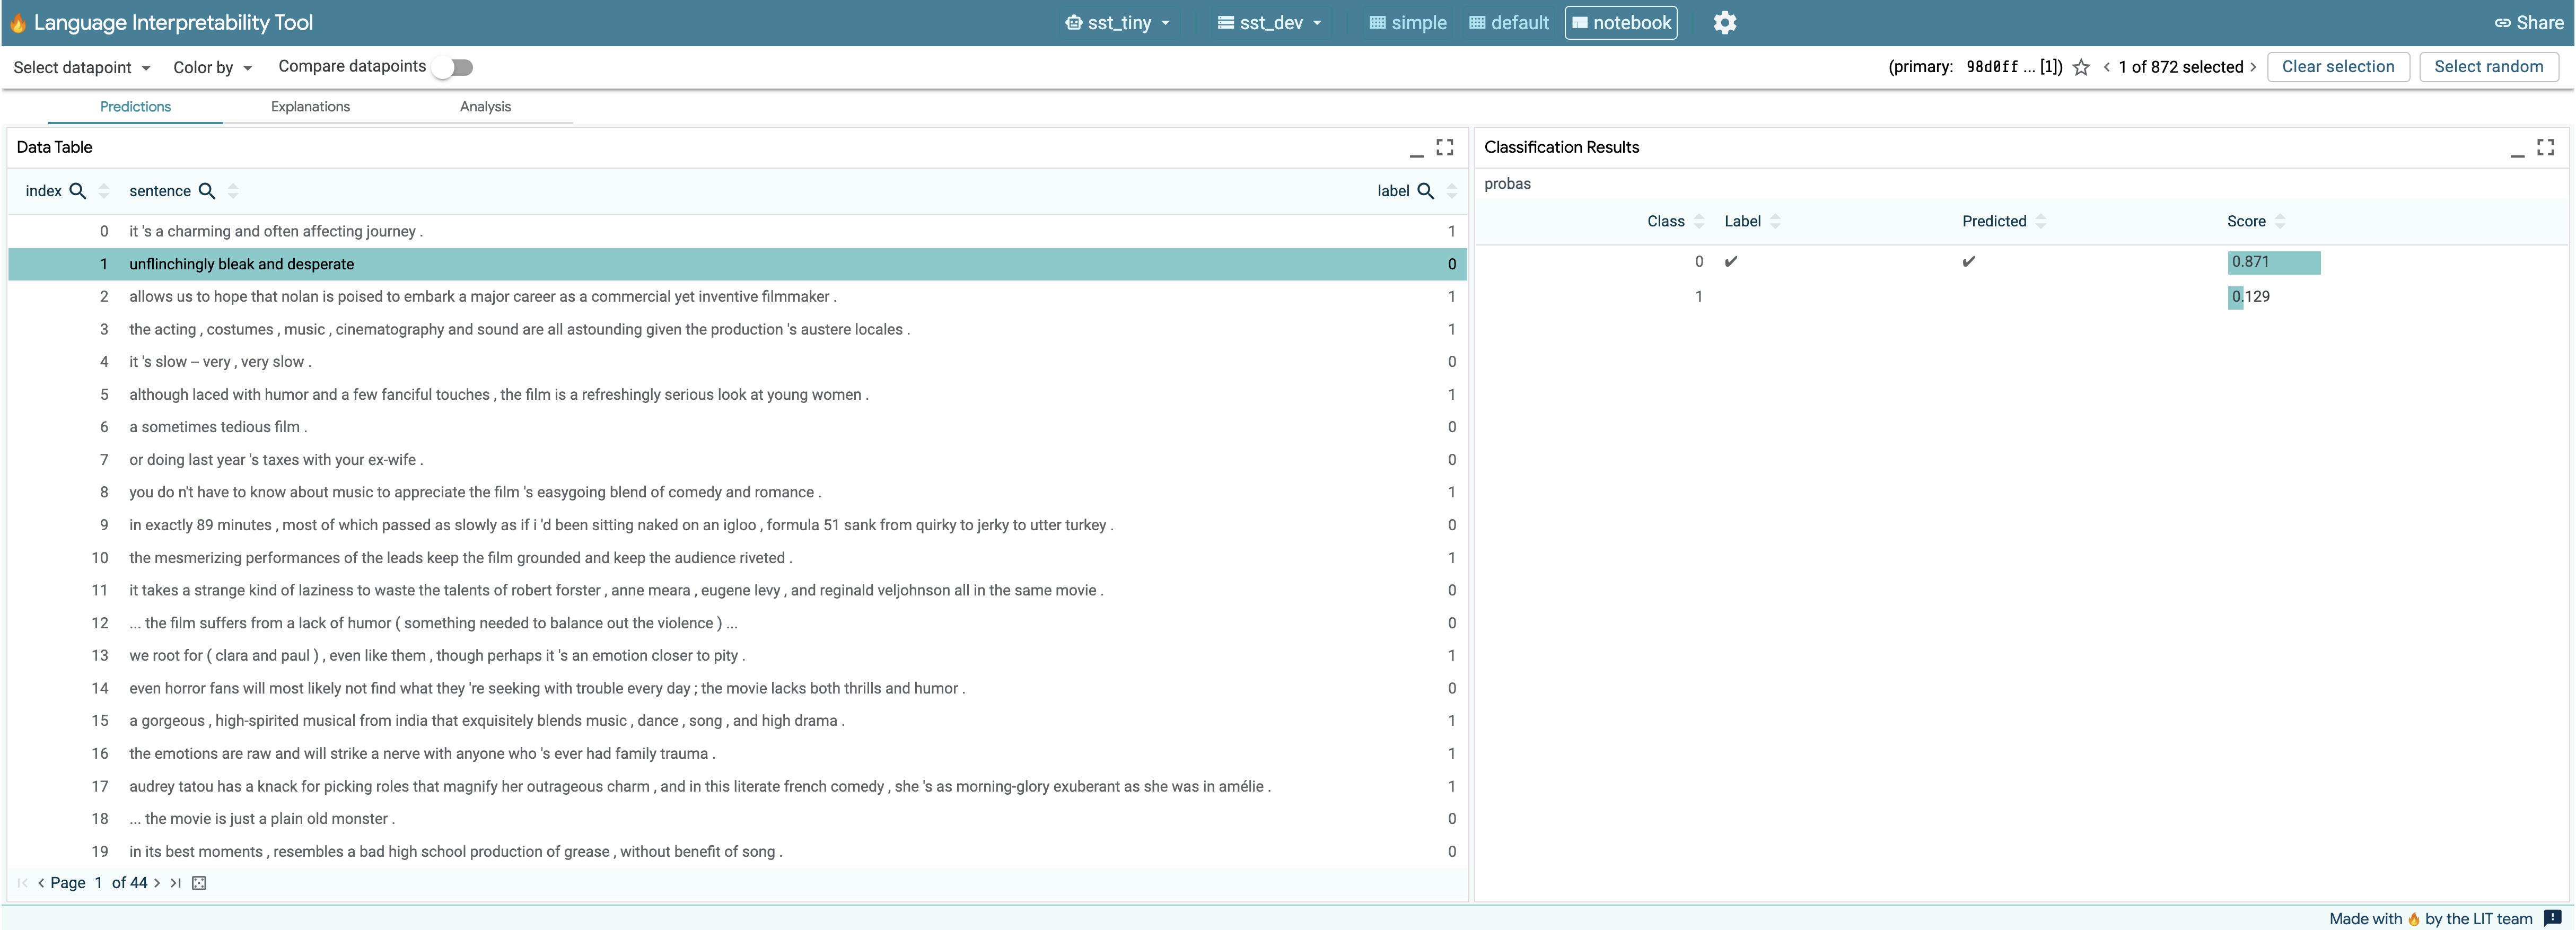 Language Interpretability Tool
sst_tiny
sst_dev
simple
default
notebook
Share
Select datapoint
Color by
Compare datapoints
(primary: 98d0ff ... [1])
1 of 872 selected
Clear selection
Select random
Predictions
Explanations
Analysis
Data Table
index sentence label
0 it 's a charming and often affecting journey . 1
1 unflinchingly bleak and desperate 0
2 allows us to hope that nolan is poised to embark a major career as a commercial yet inventive filmmaker . 1
3 the acting , costumes , music , cinematography and sound are all astounding given the production 's austere locales . 1
4 it 's slow -- very , very slow . 0
5 although laced with humor and a few fanciful touches , the film is a refreshingly serious look at young women . 1
6 a sometimes tedious film . 0
7 or doing last year 's taxes with your ex-wife . 0
8 you do n't have to know about music to appreciate the film 's easygoing blend of comedy and romance . 1
9 in exactly 89 minutes , most of which passed as slowly as if i 'd been sitting naked on an igloo , formula 51 sank from quirky to jerky to utter turkey . 0
10 the mesmerizing performances of the leads keep the film grounded and keep the audience riveted . 1
11 it takes a strange kind of laziness to waste the talents of robert forster , anne meara , eugene levy , and reginald veljohnson all in the same movie . 0
12 ... the film suffers from a lack of humor ( something needed to balance out the violence ) ... 0
13 we root for ( clara and paul ) , even like them , though perhaps it 's an emotion closer to pity . 1
14 even horror fans will most likely not find what they 're seeking with trouble every day ; the movie lacks both thrills and humor . 0
15 a gorgeous , high-spirited musical from india that exquisitely blends music , dance , song , and high drama . 1
16 the emotions are raw and will strike a nerve with anyone who 's ever had family trauma . 1
17 audrey tatou has a knack for picking roles that magnify her outrageous charm , and in this literate french comedy , she 's as morning-glory exuberant as she was in amélie . 1
18 ... the movie is just a plain old monster . 0
19 in its best moments , resembles a bad high school production of grease , without benefit of song . 0
Page 1 of 44
Classification Results
probas
Class Label Predicted Score
0 ✔ ✔ 0.871
1 0.129
Made with 🔥 by the LIT team